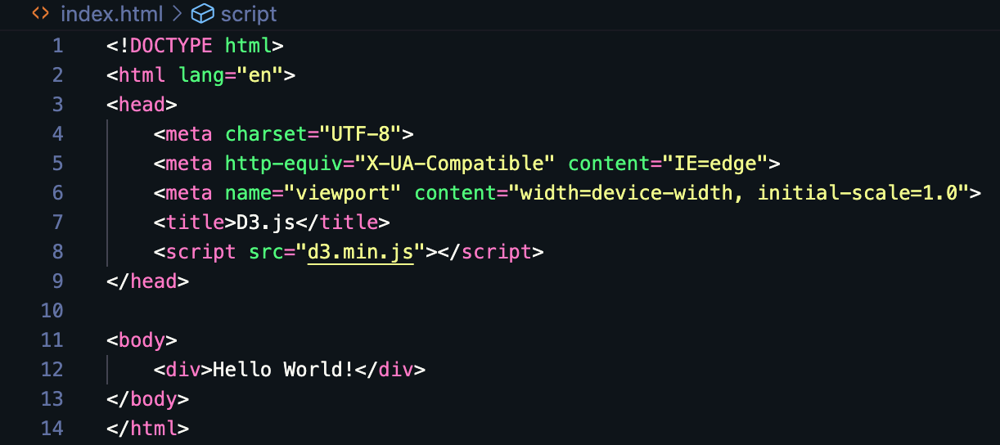 index.html > script
1 <!DOCTYPE html>
2 <html lang="en">
3 <head>
4     <meta charset="UTF-8">
5     <meta http-equiv="X-UA-Compatible" content="IE=edge">
6     <meta name="viewport" content="width=device-width, initial-scale=1.0">
7     <title>D3.js</title>
8     <script src="d3.min.js"></script>
9 </head>
10
11 <body>
12     <div>Hello World!</div>
13 </body>
14 </html>